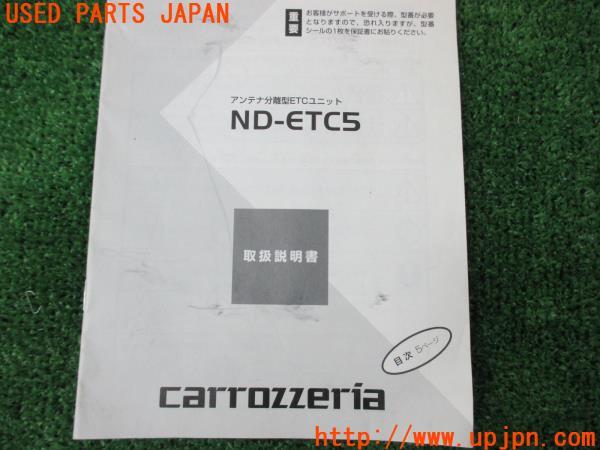 USED PARTS JAPAN
重要
お客様がサポートを受ける際、型番が必要
となりますので、恐れ入りますが、型番
シールの1枚を保証書にお貼りください。
アンテナ分離型ETCユニット
ND-ETC5
取扱説明書
目次 5ページ
carrozzeria
http://www.upjpn.com/